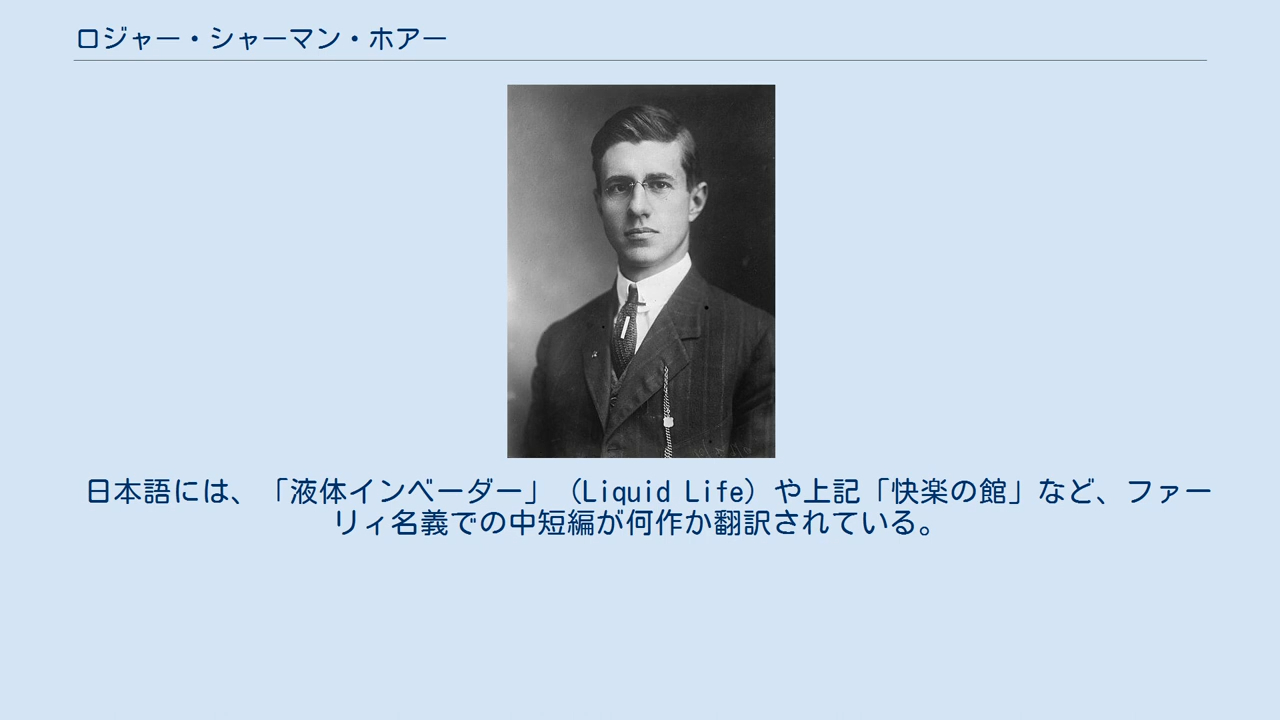 ロジャー・シャーマン・ホアー
日本語には、「液体インベーダー」（Liquid Life）や上記「快楽の館」など、ファー
リィ名義での中短編が何作か翻訳されている。